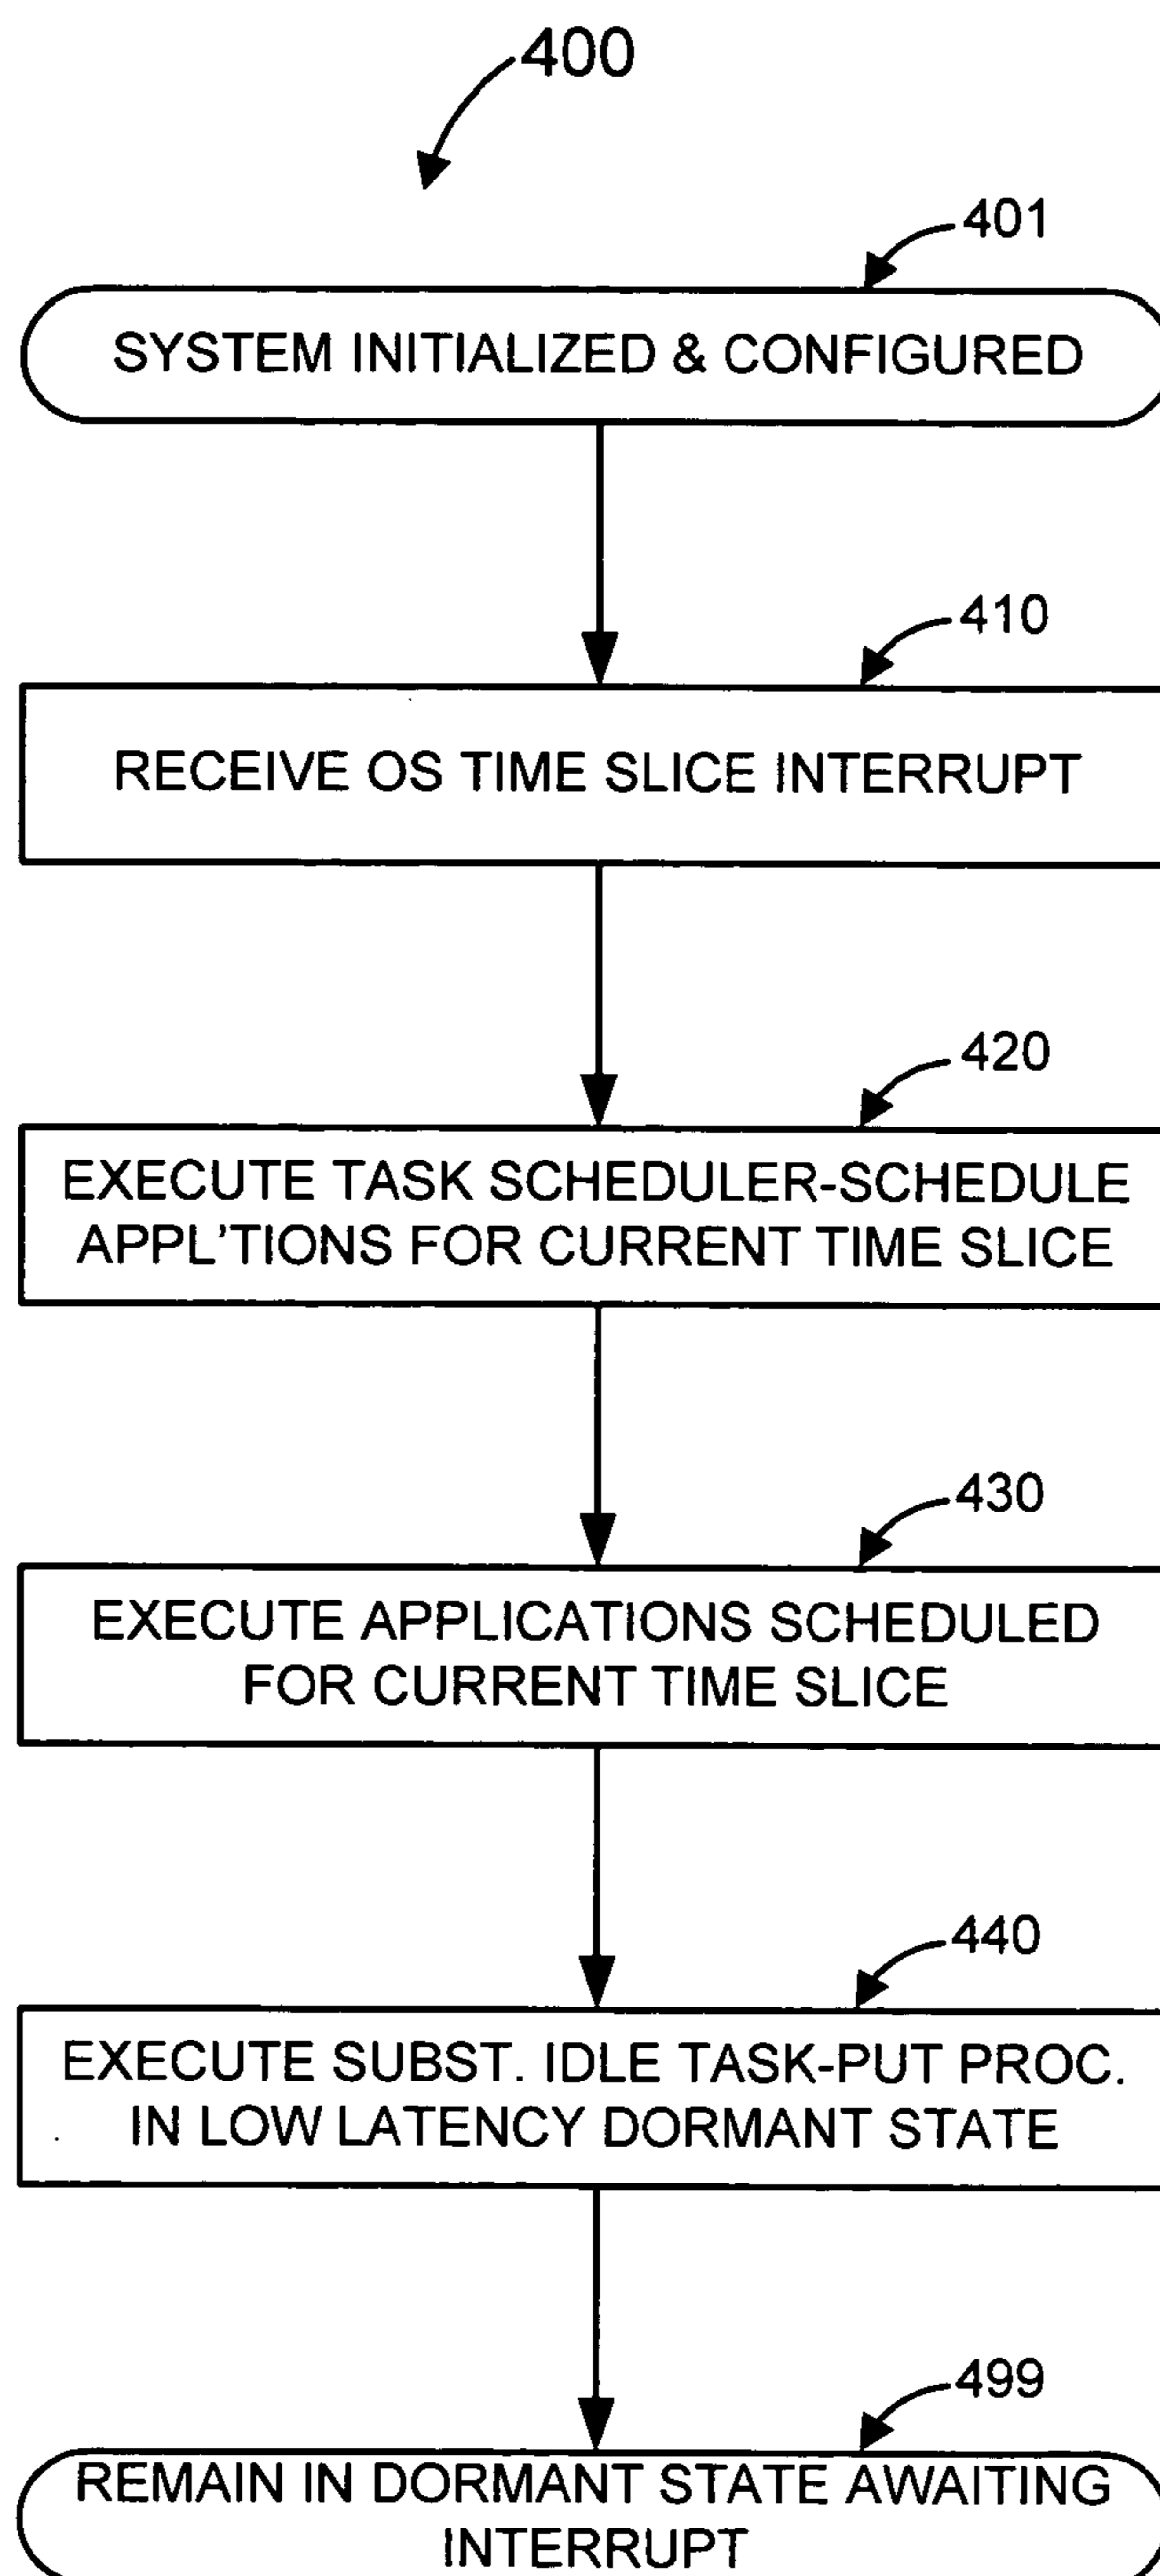 400
401
SYSTEM INITIALIZED & CONFIGURED
410
RECEIVE OS TIME SLICE INTERRUPT
420
EXECUTE TASK SCHEDULER-SCHEDULE
APPL'TIONS FOR CURRENT TIME SLICE
430
EXECUTE APPLICATIONS SCHEDULED
FOR CURRENT TIME SLICE
440
EXECUTE SUBST. IDLE TASK-PUT PROC.
IN LOW LATENCY DORMANT STATE
499
REMAIN IN DORMANT STATE AWAITING
INTERRUPT